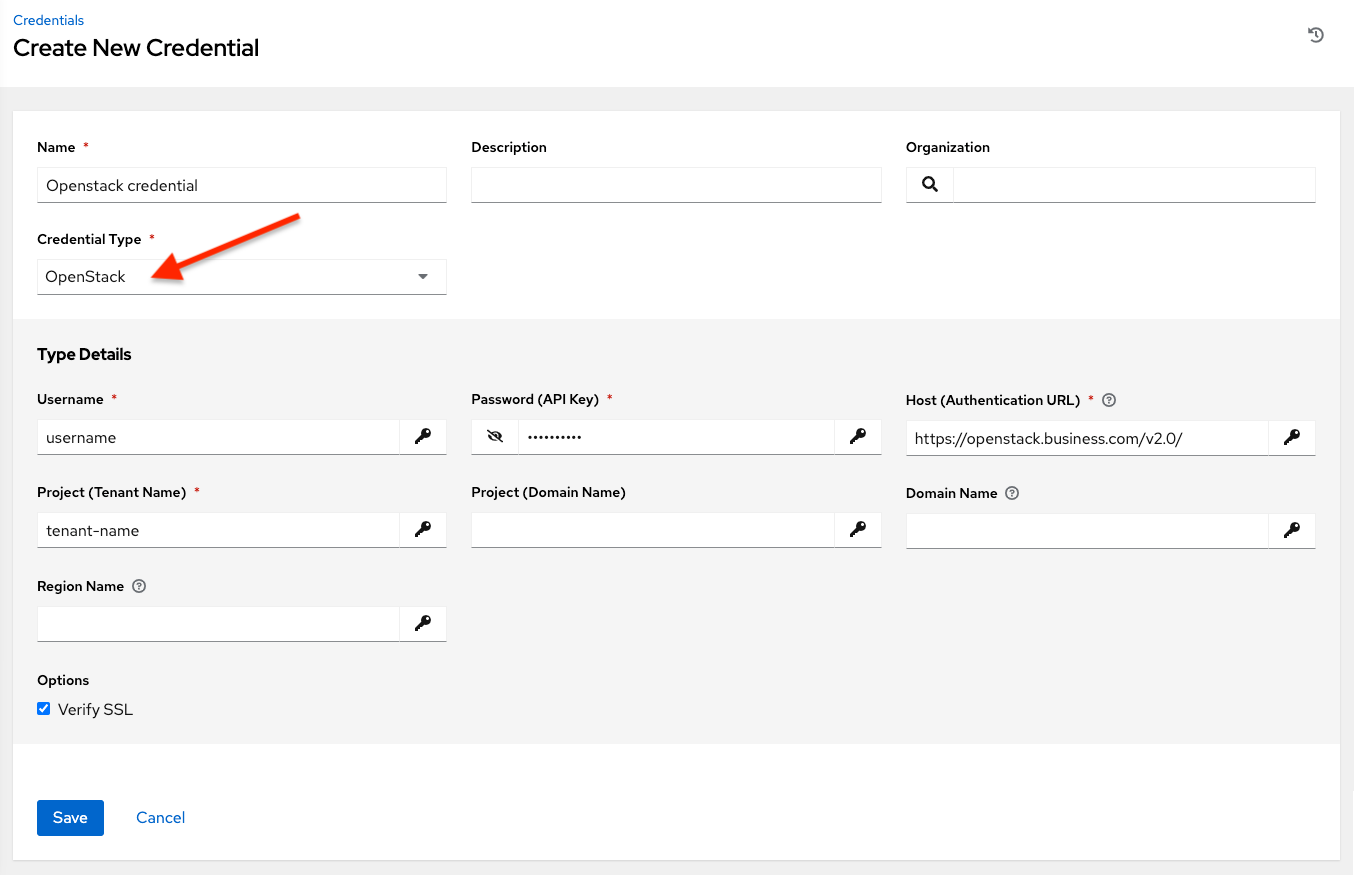 Credentials
Create New Credential
Name *
Description
Organization
Openstack credential
Credential Type *
OpenStack
Type Details
Username *
Password (API Key) *
Host (Authentication URL) * ?
username
••••••••••
https://openstack.business.com/v2.0/
Project (Tenant Name) *
Project (Domain Name)
Domain Name ?
tenant-name
Region Name ?
Options
Verify SSL
Save
Cancel